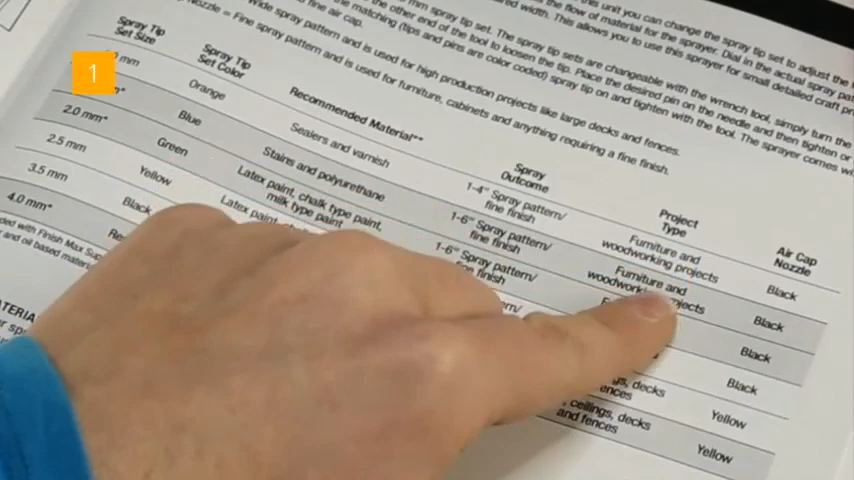 this unit you can change the spray tip set to adjust the
the flow of material for the sprayer. Dial in the actual spray
width. This allows you to use this sprayer for small detailed craft
mm spray tip set. The spray tip sets are changeable with the wrench tool, simply turn the
the other end of the tool to loosen the tip. Place the desired pin on the needle and then tighten or
matching (tips and pins are color coded) spray tip on and tighten with the tool. The sprayer comes
fine air cap.
Wide spray pattern and is used for high production projects like large decks and fences.
Nozzle = Fine spray pattern and is used for furniture, cabinets and anything requiring a fine finish.
Spray Tip
Set Size
Spray Tip
Set Color
Recommended Material**
Spray
Outcome
Project
Type
Air Cap
Nozzle
1
mm
Orange
Sealers and varnish
1-4" Spray pattern/
fine finish
Furniture and
woodworking projects
Black
Blue
Stains and polyurethane
1-6" Spray pattern/
fine finish
Furniture and
Black
2.0 mm*
Green
Latex paint, chalk type paint,
milk type paint
1-6" Spray pattern/
fine finish
Black
2.5 mm
Yellow
Latex paint,
Black
3.5 mm
Black
decks
Yellow
4.0 mm*
ceilings, decks
and fences
Yellow
with Finish Max
and oil based